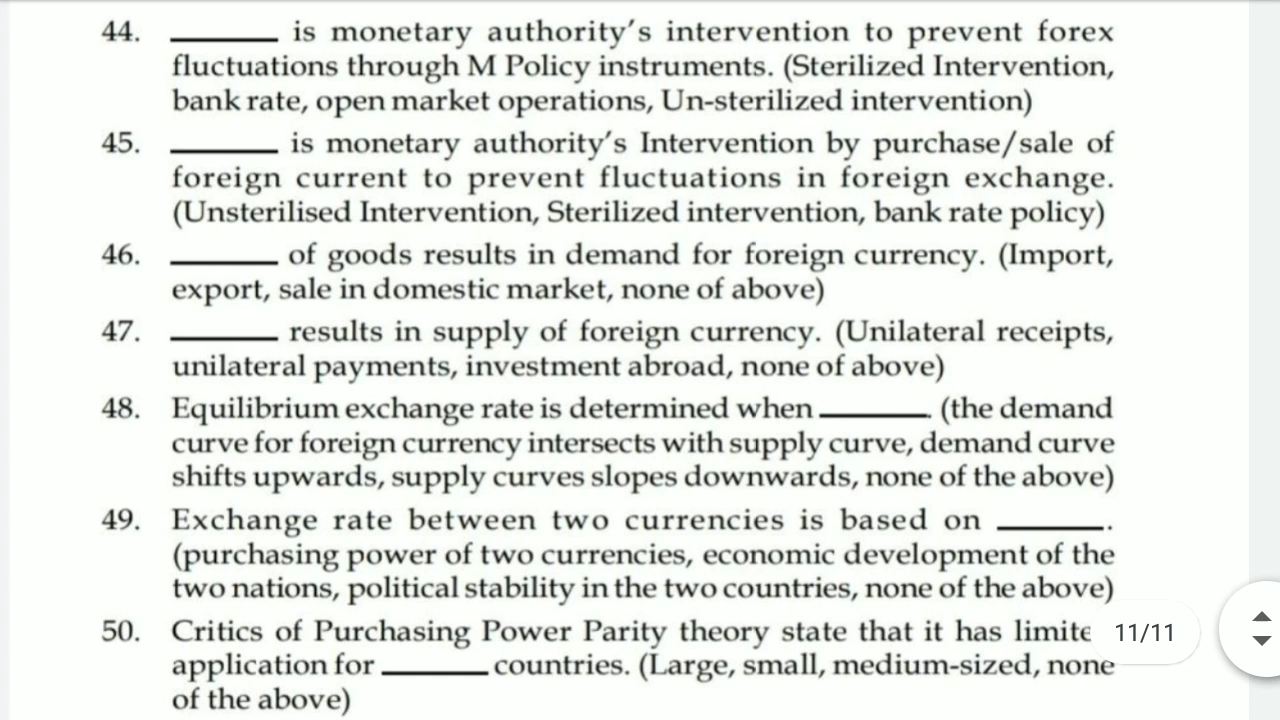 44. ______ is monetary authority's intervention to prevent forex
fluctuations through M Policy instruments. (Sterilized Intervention,
bank rate, open market operations, Un-sterilized intervention)
45. ______ is monetary authority's Intervention by purchase/sale of
foreign current to prevent fluctuations in foreign exchange.
(Unsterilised Intervention, Sterilized intervention, bank rate policy)
46. ______ of goods results in demand for foreign currency. (Import,
export, sale in domestic market, none of above)
47. ______ results in supply of foreign currency. (Unilateral receipts,
unilateral payments, investment abroad, none of above)
48. Equilibrium exchange rate is determined when ______. (the demand
curve for foreign currency intersects with supply curve, demand curve
shifts upwards, supply curves slopes downwards, none of the above)
49. Exchange rate between two currencies is based on ______.
(purchasing power of two currencies, economic development of the
two nations, political stability in the two countries, none of the above)
50. Critics of Purchasing Power Parity theory state that it has limite
11/11
application for ______ countries. (Large, small, medium-sized, none
of the above)